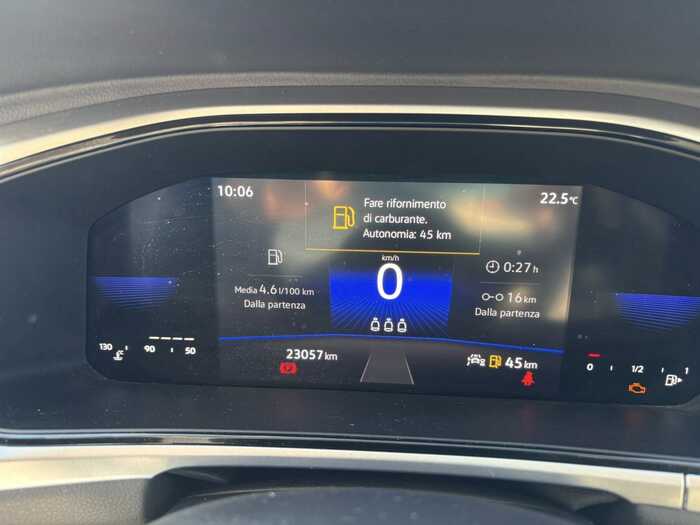 10:06
Fare rifornimento
di carburante.
Autonomia: 45 km
22.5°C
km/h
0
Media 4.6 l/100 km
Dalla partenza
0:27 h
16 km
Dalla partenza
130 90 50
23057 km
45 km
0 1/2 1